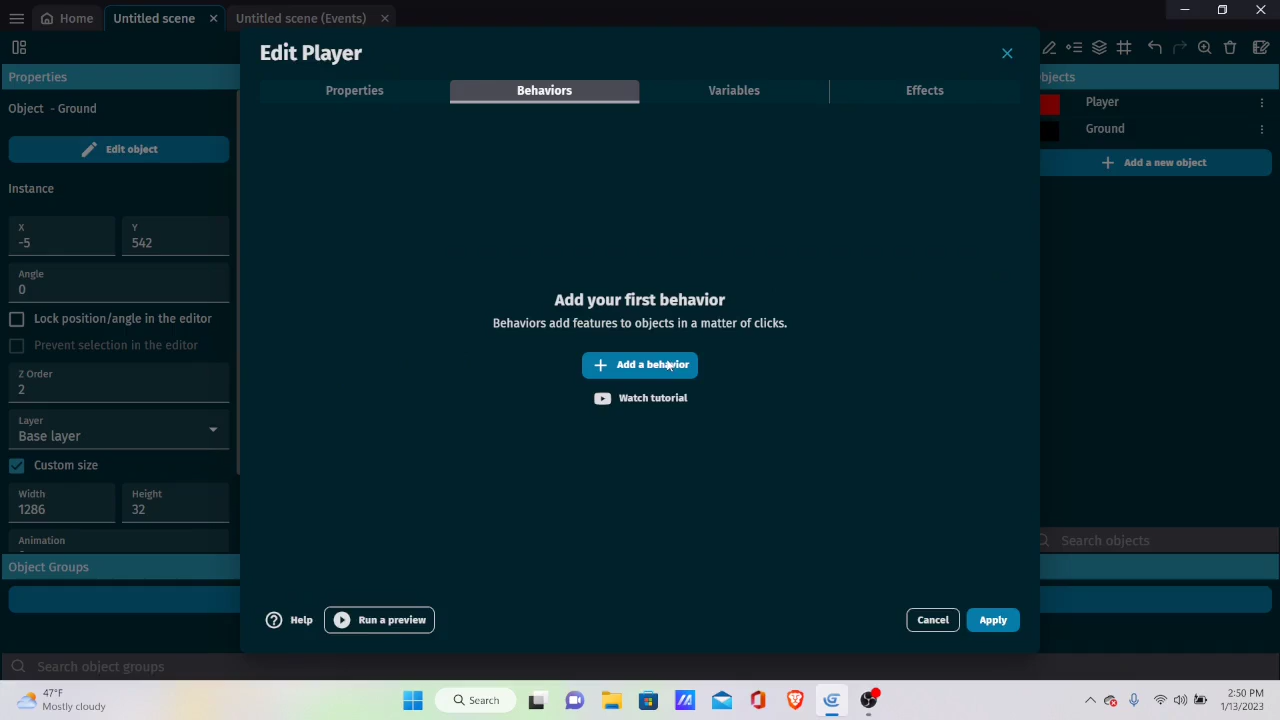 Home
Untitled scene
Untitled scene (Events)
Edit Player
Properties
Behaviors
Variables
Effects
Properties
Object - Ground
Edit object
Instance
X
-5
Y
542
Angle
0
Lock position/angle in the editor
Prevent selection in the editor
Z Order
2
Layer
Base layer
Custom size
Width
1286
Height
32
Animation
Object Groups
Search object groups
Add your first behavior
Behaviors add features to objects in a matter of clicks.
Add a behavior
Watch tutorial
Help
Run a preview
Cancel
Apply
bjects
Player
Ground
Add a new object
Search objects
47°F
Mostly cloudy
Search
2:50 PM
1/13/2023